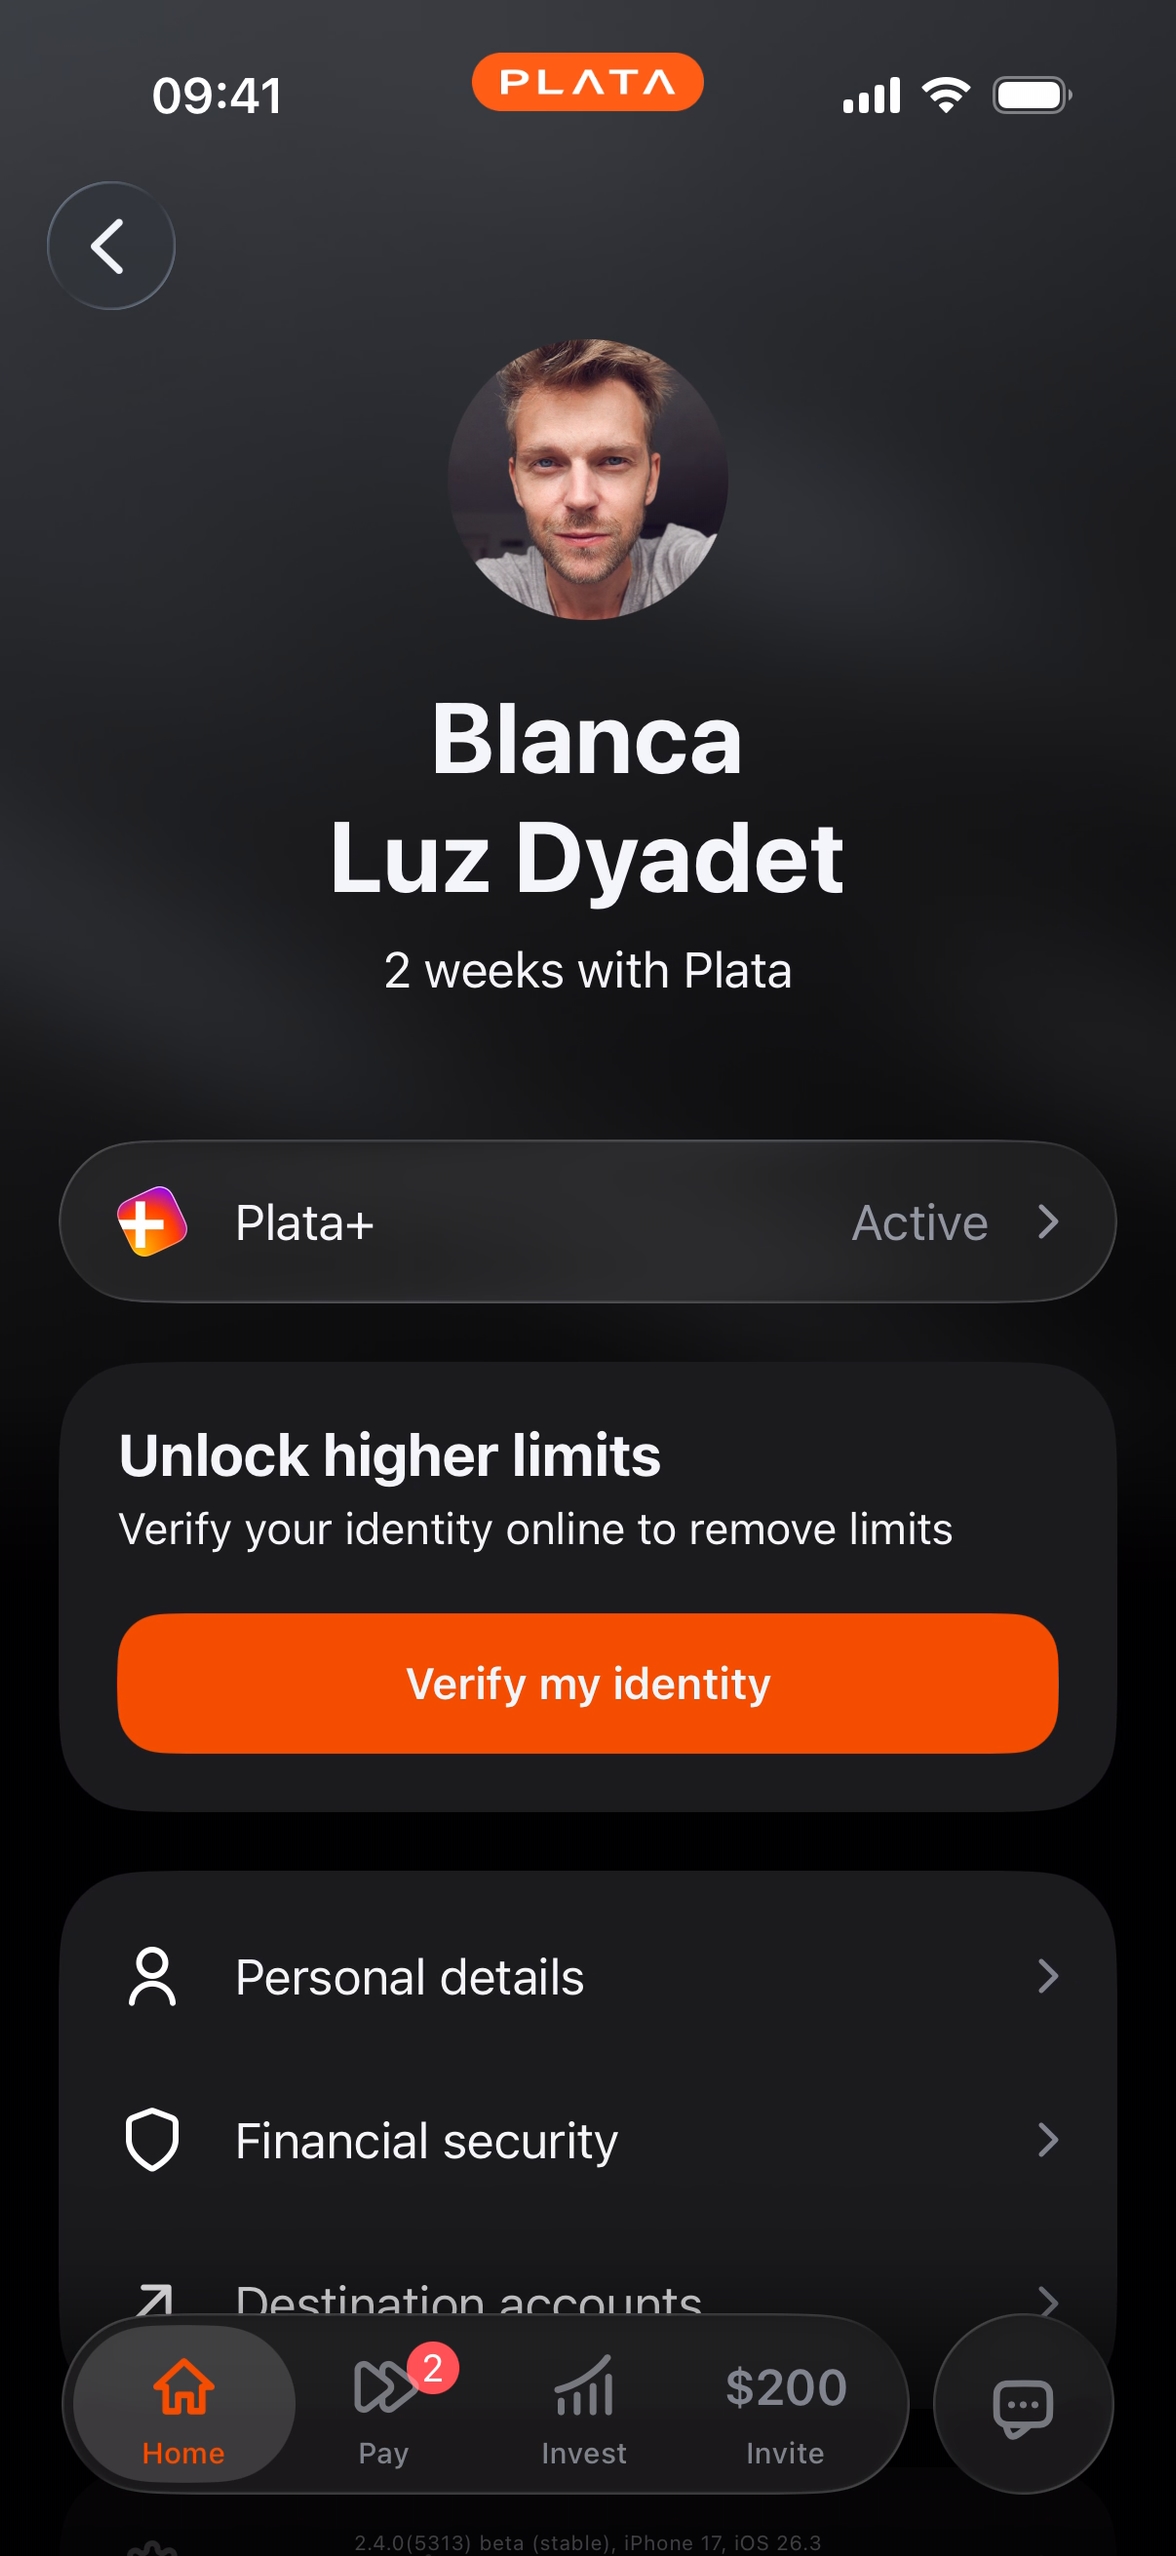 09:41
PLATA
Blanca
Luz Dyadet
2 weeks with Plata
Plata+
Active
Unlock higher limits
Verify your identity online to remove limits
Verify my identity
Personal details
Financial security
Destination accounts
2
$200
Home
Pay
Invest
Invite
2.4.0(5313) beta (stable), iPhone 17, iOS 26.3